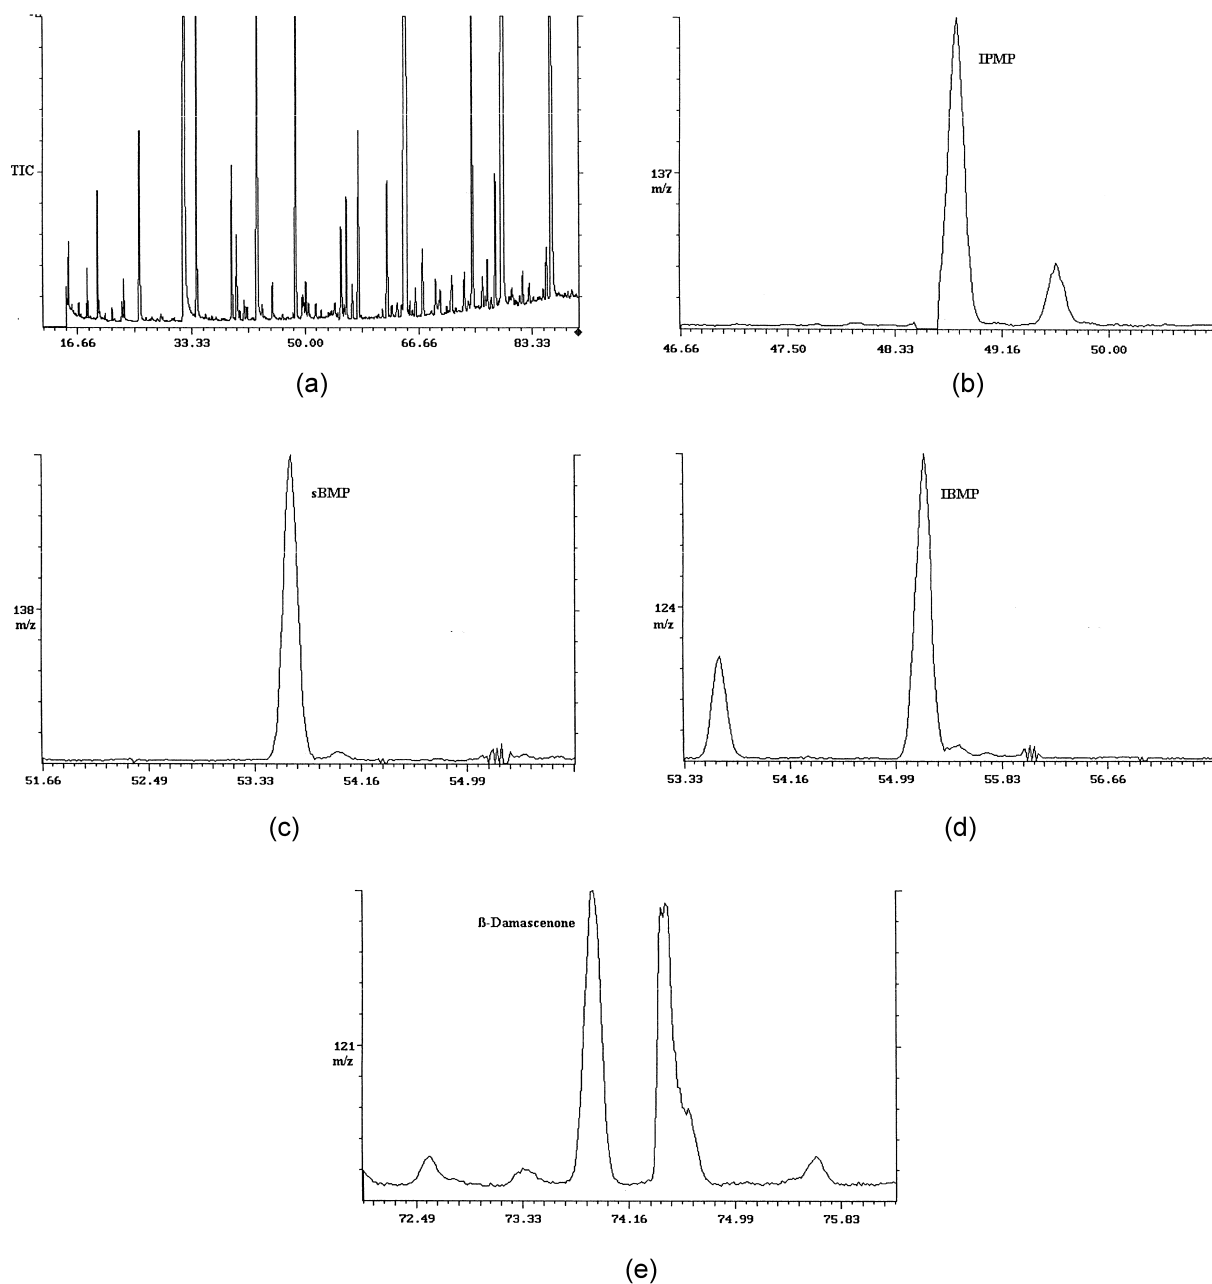 TIC
16.66 33.33 50.00 66.66 83.33
(a)
IPMP
137
m/z
46.66 47.50 48.33 49.16 50.00
(b)
sBMP
138
m/z
51.66 52.49 53.33 54.16 54.99
(c)
IBMP
124
m/z
53.33 54.16 54.99 55.83 56.66
(d)
ß-Damascenone
121
m/z
72.49 73.33 74.16 74.99 75.83
(e)